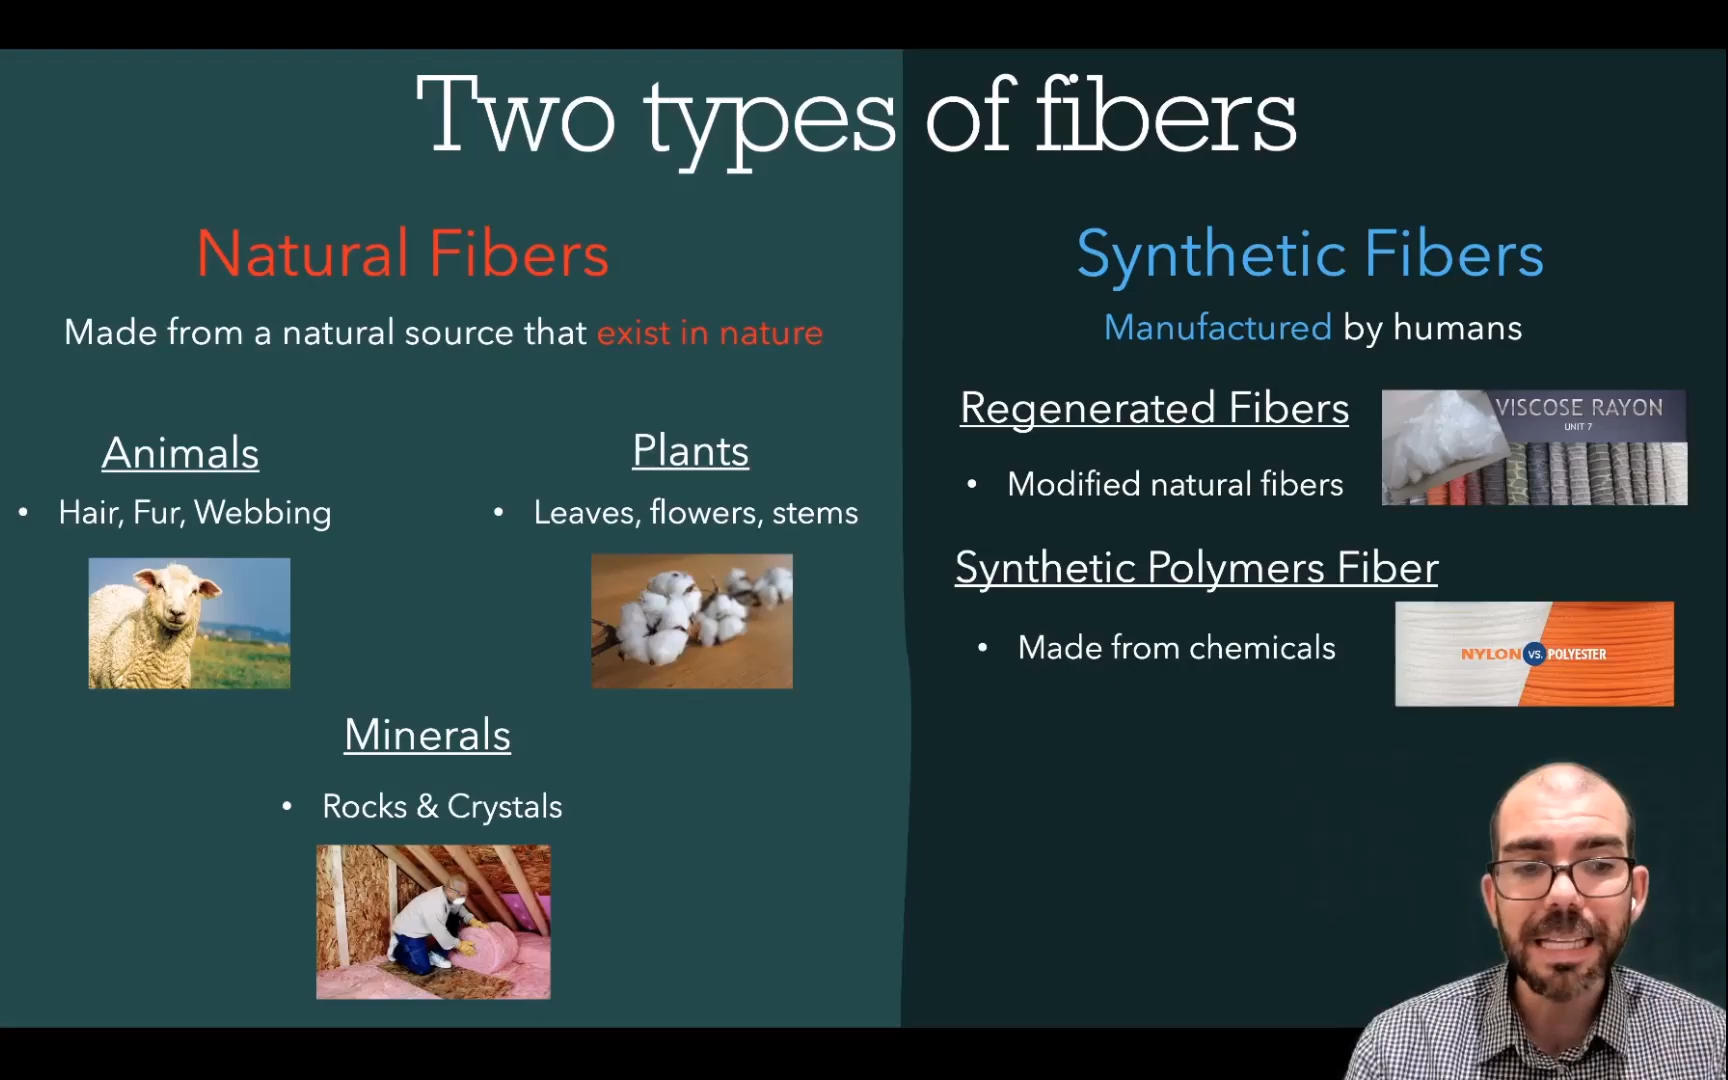 Two types of fibers
Natural Fibers
Made from a natural source that exist in nature
Animals
• Hair, Fur, Webbing
Plants
• Leaves, flowers, stems
Minerals
• Rocks & Crystals
Synthetic Fibers
Manufactured by humans
Regenerated Fibers
• Modified natural fibers
VISCOSE RAYON
UNIT 7
Synthetic Polymers Fiber
• Made from chemicals
NYLON VS. POLYESTER